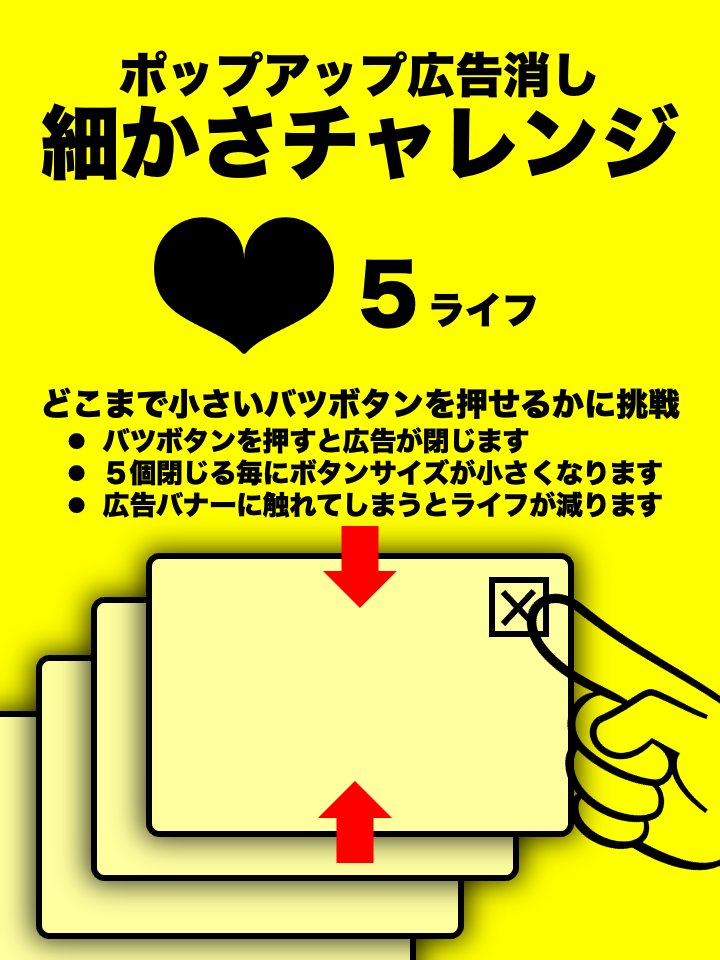 ポップアップ広告消し
細かさチャレンジ
5 ライフ
どこまで小さいバツボタンを押せるかに挑戦
● バツボタンを押すと広告が閉じます
● ５個閉じる毎にボタンサイズが小さくなります
● 広告バナーに触れてしまうとライフが減ります